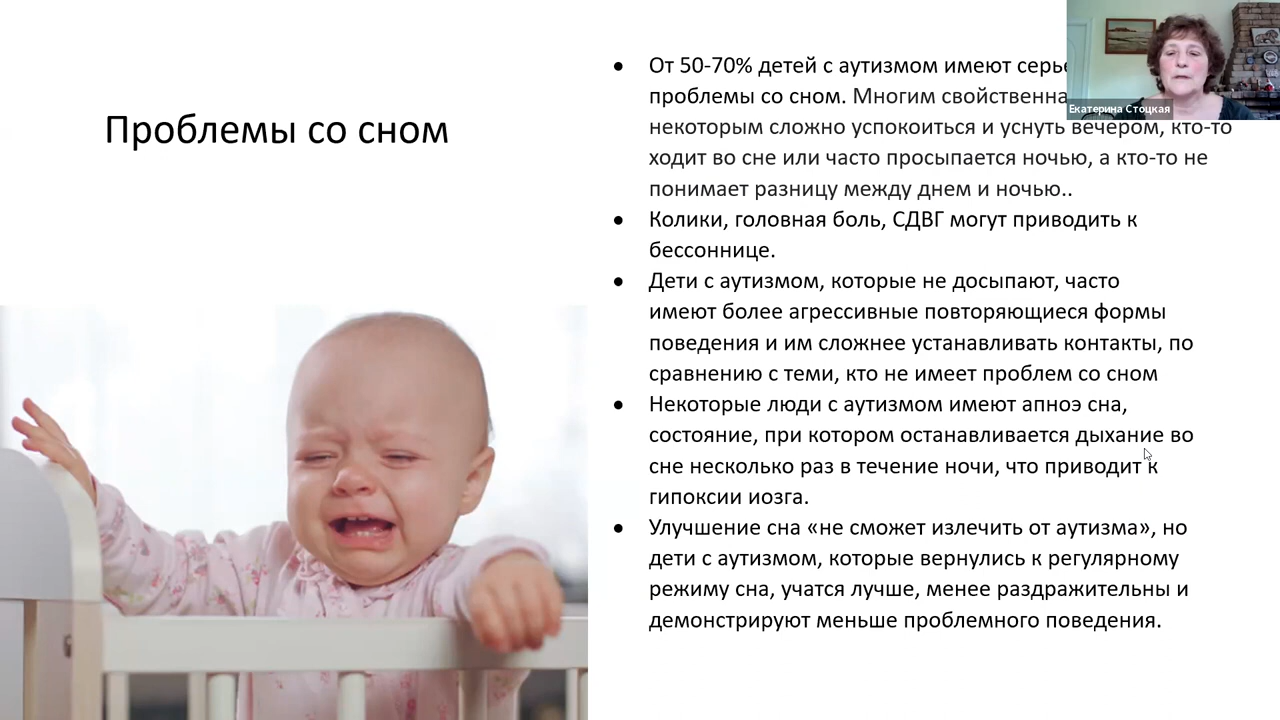 Проблемы со сном
• От 50-70% детей с аутизмом имеют
проблемы со сном. Многим свойственна
некоторым сложно успокоиться и уснуть вечером, кто-то
ходит во сне или часто просыпается ночью, а кто-то не
понимает разницу между днем и ночью..
• Колики, головная боль, СДВГ могут приводить к
бессоннице.
• Дети с аутизмом, которые не досыпают, часто
имеют более агрессивные повторяющиеся формы
поведения и им сложнее устанавливать контакты, по
сравнению с теми, кто не имеет проблем со сном
• Некоторые люди с аутизмом имеют апноэ сна,
состояние, при котором останавливается дыхание во
сне несколько раз в течение ночи, что приводит к
гипоксии иозга.
• Улучшение сна «не сможет излечить от аутизма», но
дети с аутизмом, которые вернулись к регулярному
режиму сна, учатся лучше, менее раздражительны и
демонстрируют меньше проблемного поведения.
Екатерина Стоцкая